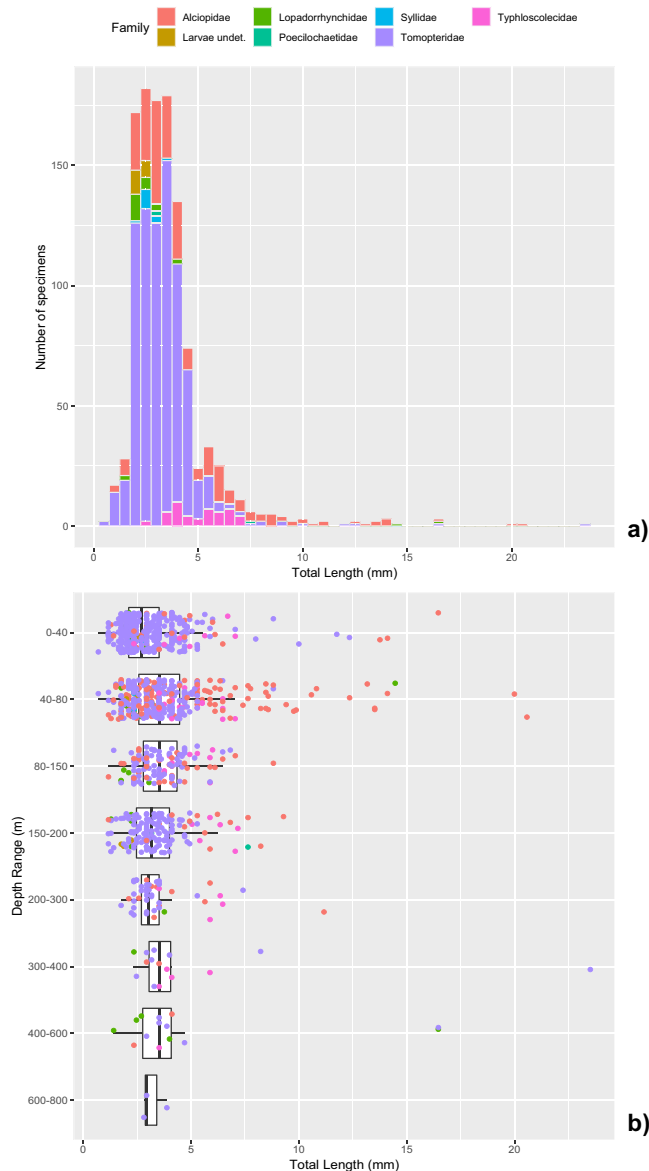 Family
Alciopidae
Lopadorrhynchidae
Syllidae
Typhloscolecidae
Larvae undet.
Poecilochaetidae
Tomopteridae
Number of specimens
150
100
50
0
0
5
10
15
20
Total Length (mm)
a)
Depth Range (m)
0-40
40-80
80-150
150-200
200-300
300-400
400-600
600-800
0
5
10
15
20
Total Length (mm)
b)